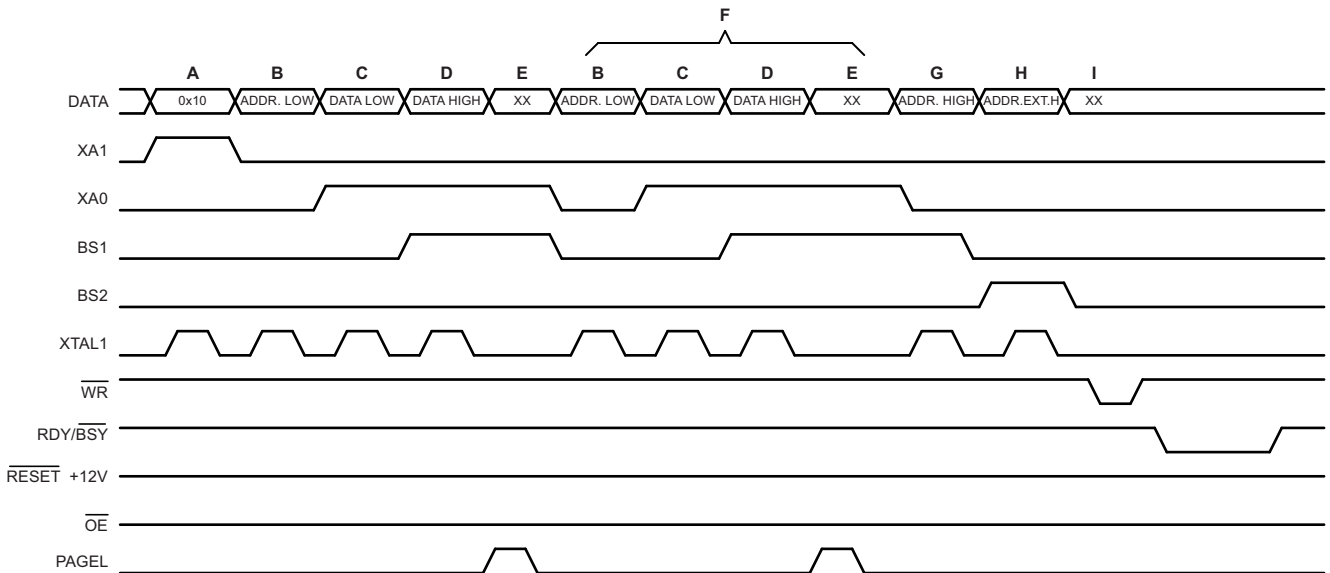 F
A B C D E B C D E G H I
DATA 0x10 ADDR. LOW DATA LOW DATA HIGH XX ADDR. LOW DATA LOW DATA HIGH XX ADDR. HIGH ADDR.EXT.H XX
XA1
XA0
BS1
BS2
XTAL1
WR
RDY/BSY
RESET +12V
OE
PAGEL